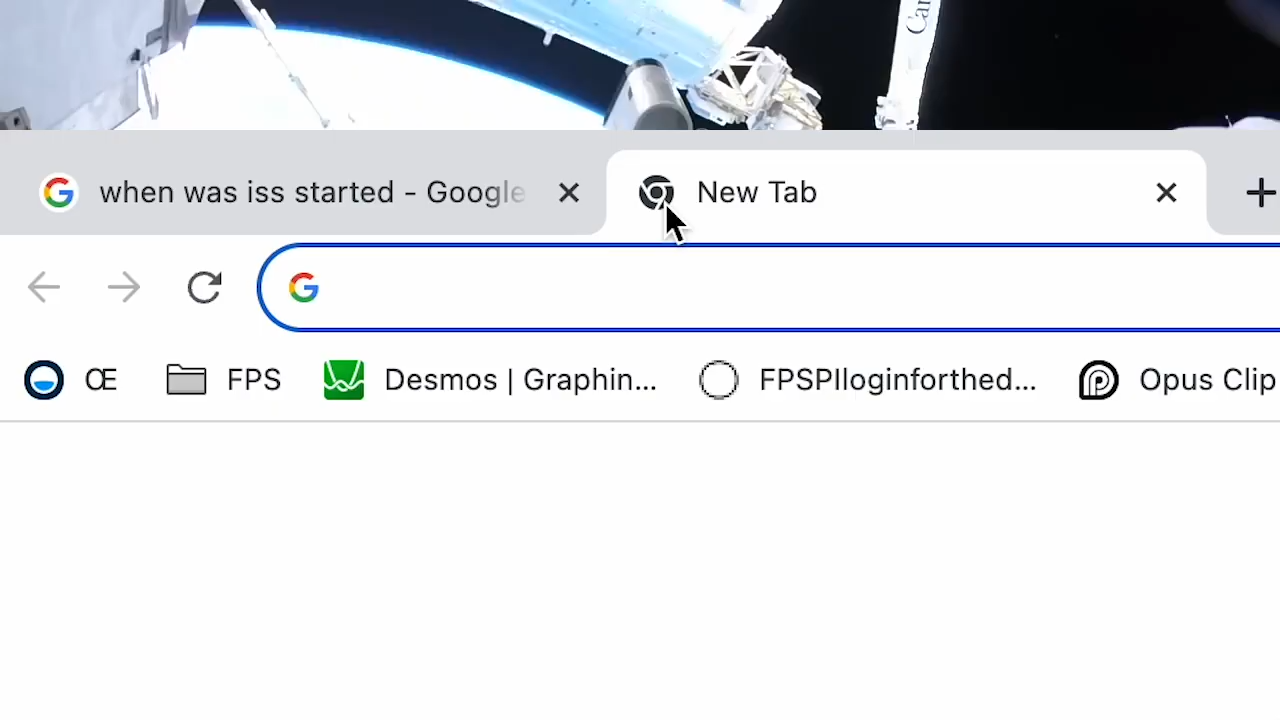 when was iss started - Google
New Tab
Œ
FPS
Desmos | Graphin...
FPSPIloginforthed...
Opus Clip